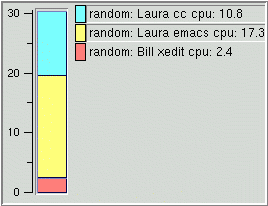 30
20
10
0
random: Laura cc cpu: 10.8
random: Laura emacs cpu: 17.3
random: Bill xedit cpu: 2.4